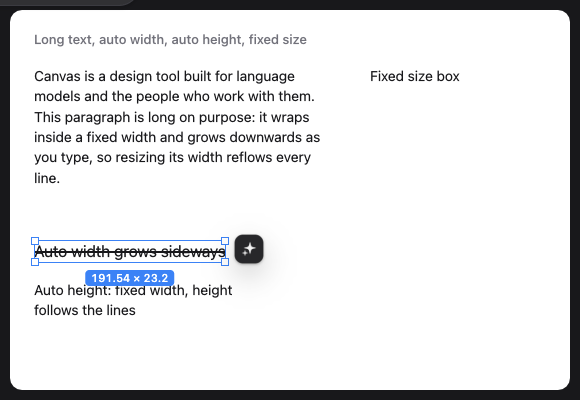 Long text, auto width, auto height, fixed size
Canvas is a design tool built for language
models and the people who work with them.
This paragraph is long on purpose: it wraps
inside a fixed width and grows downwards as
you type, so resizing its width reflows every
line.
Fixed size box
Auto width grows sideways
191.54 × 23.2
Auto height: fixed width, height
follows the lines